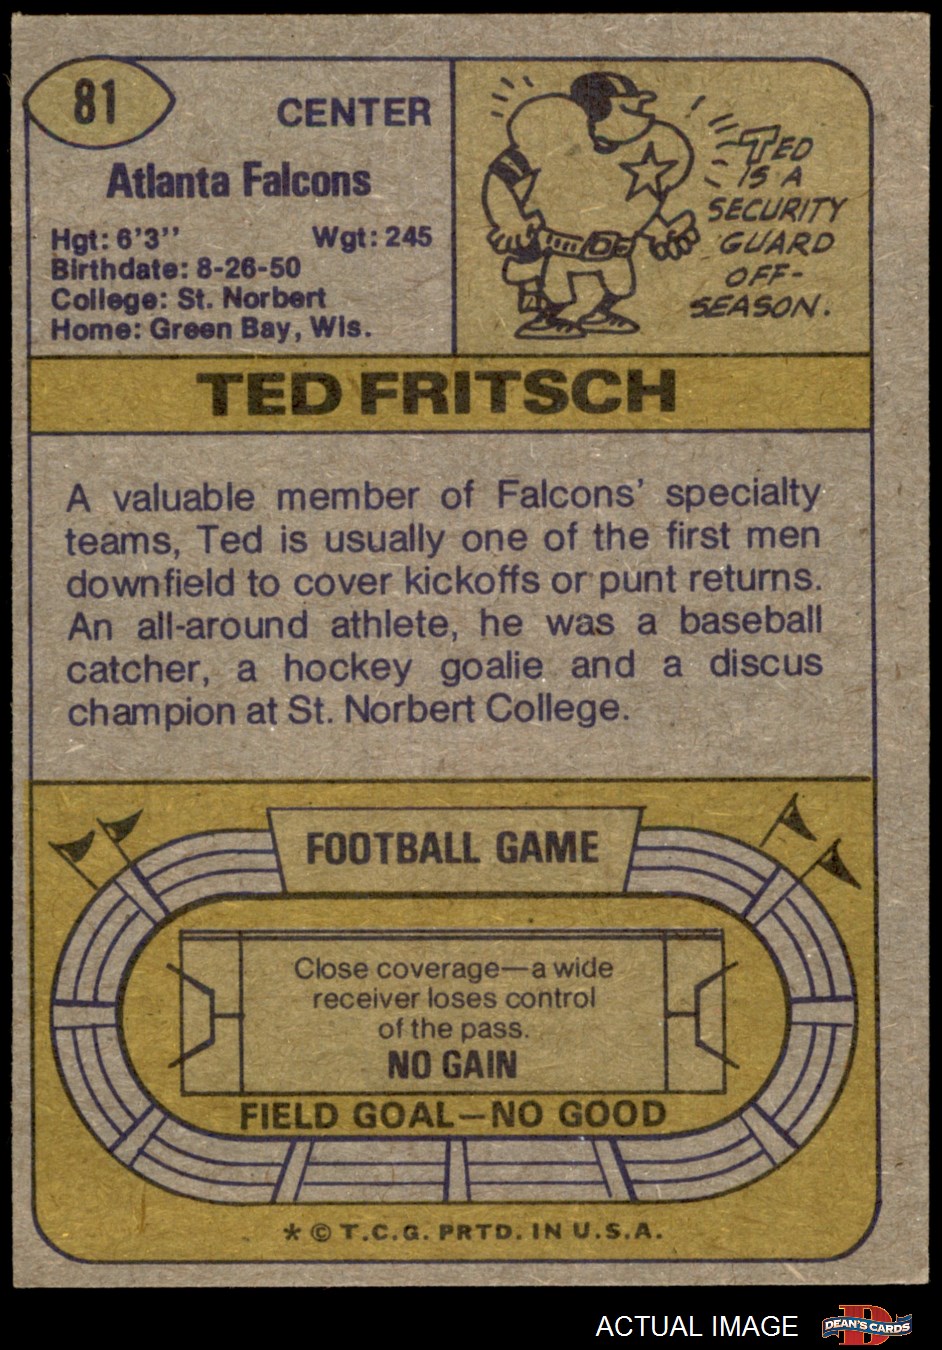 81
CENTER
Atlanta Falcons
Hgt: 6'3'' Wgt: 245
Birthdate: 8-26-50
College: St. Norbert
Home: Green Bay, Wis.
TED
IS A
SECURITY
GUARD
OFF-
SEASON.
TED FRITSCH
A valuable member of Falcons' specialty
teams, Ted is usually one of the first men
downfield to cover kickoffs or punt returns.
An all-around athlete, he was a baseball
catcher, a hockey goalie and a discus
champion at St. Norbert College.
FOOTBALL GAME
Close coverage—a wide
receiver loses control
of the pass.
NO GAIN
FIELD GOAL—NO GOOD
* © T.C.G. PRTD. IN U.S.A.
ACTUAL IMAGE
D
DEAN'S CARDS